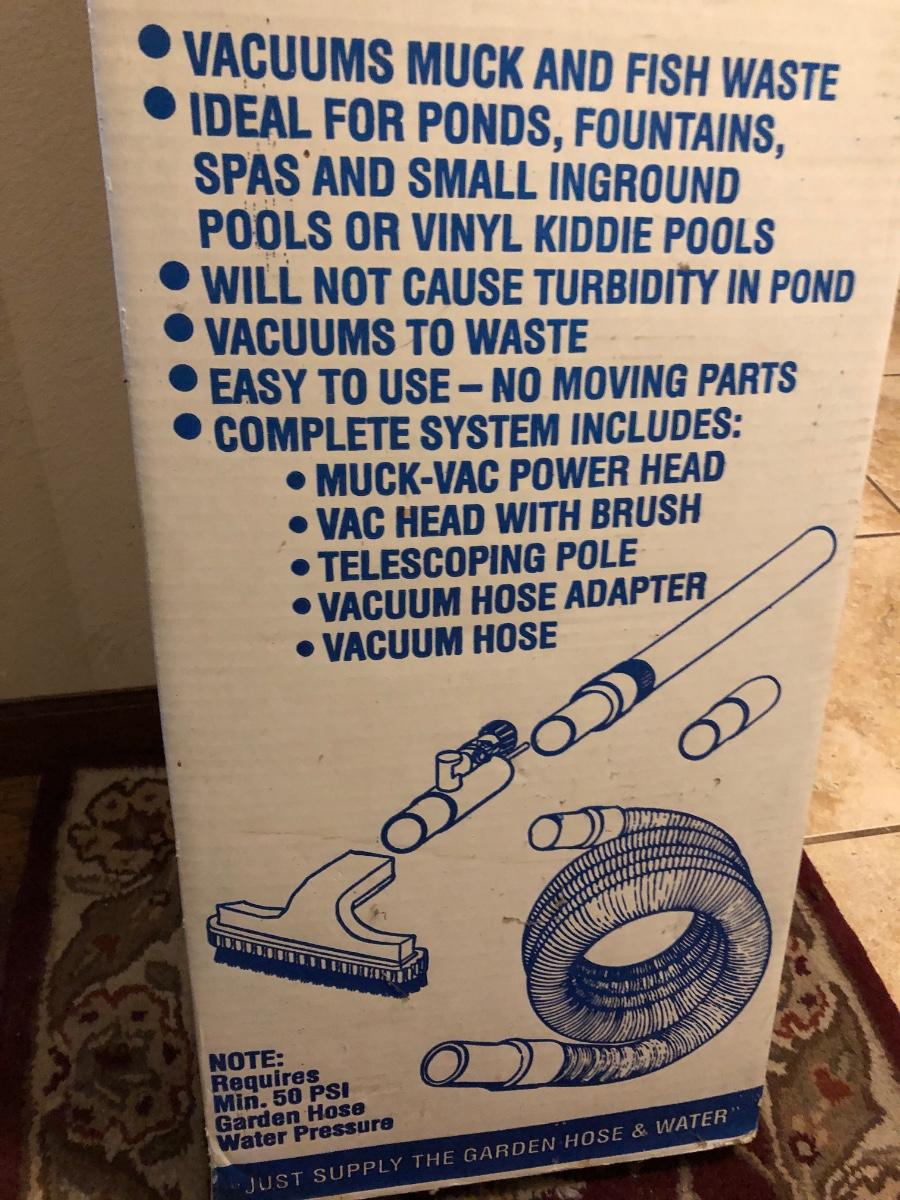 • VACUUMS MUCK AND FISH WASTE
• IDEAL FOR PONDS, FOUNTAINS,
SPAS AND SMALL INGROUND
POOLS OR VINYL KIDDIE POOLS
• WILL NOT CAUSE TURBIDITY IN POND
• VACUUMS TO WASTE
• EASY TO USE – NO MOVING PARTS
• COMPLETE SYSTEM INCLUDES:
• MUCK-VAC POWER HEAD
• VAC HEAD WITH BRUSH
• TELESCOPING POLE
• VACUUM HOSE ADAPTER
• VACUUM HOSE
NOTE:
Requires
Min. 50 PSI
Garden Hose
Water Pressure
"JUST SUPPLY THE GARDEN HOSE & WATER"